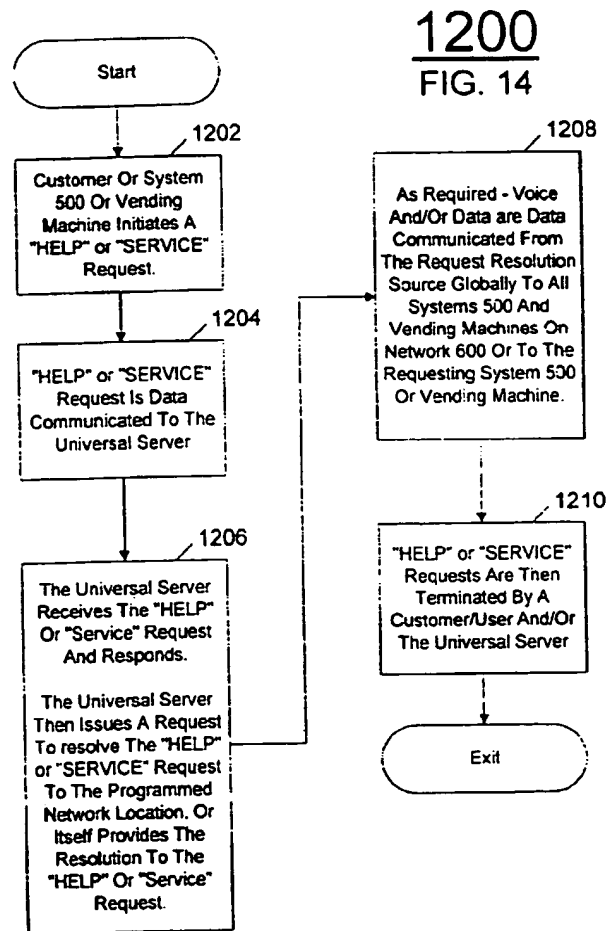 1200
FIG. 14
Start
1202
Customer Or System
500 Or Vending
Machine Initiates A
"HELP" or "SERVICE"
Request.
1204
"HELP" or "SERVICE"
Request Is Data
Communicated To The
Universal Server
1206
The Universal Server
Receives The "HELP"
Or "Service" Request
And Responds.
The Universal Server
Then Issues A Request
To resolve The "HELP"
or "SERVICE" Request
To The Programmed
Network Location. Or
Itself Provides The
Resolution To The
"HELP" Or "Service"
Request.
1208
As Required - Voice
And/Or Data are Data
Communicated From
The Request Resolution
Source Globally To All
Systems 500 And
Vending Machines On
Network 600 Or To The
Requesting System 500
Or Vending Machine.
1210
"HELP" or "SERVICE"
Requests Are Then
Terminated By A
Customer/User And/Or
The Universal Server
Exit